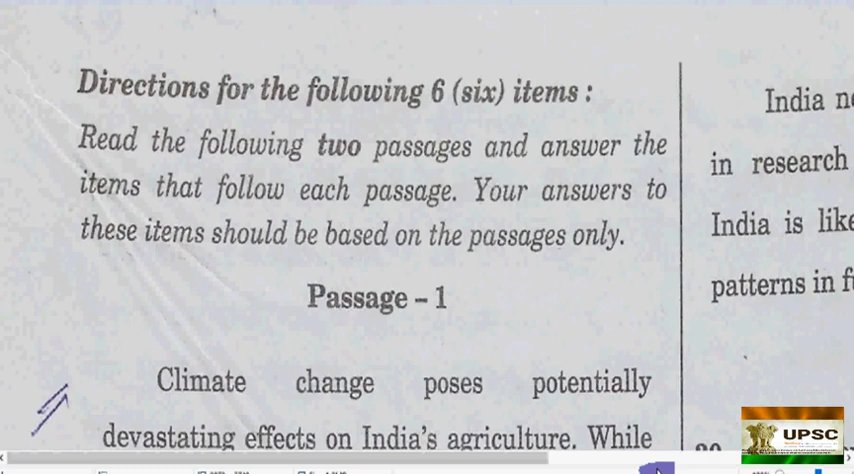 Directions for the following 6 (six) items :
Read the following two passages and answer the
items that follow each passage. Your answers to
these items should be based on the passages only.
Passage – 1
Climate change poses potentially
devastating effects on India's agriculture. While
India
in research
India is
patterns in
UPSC